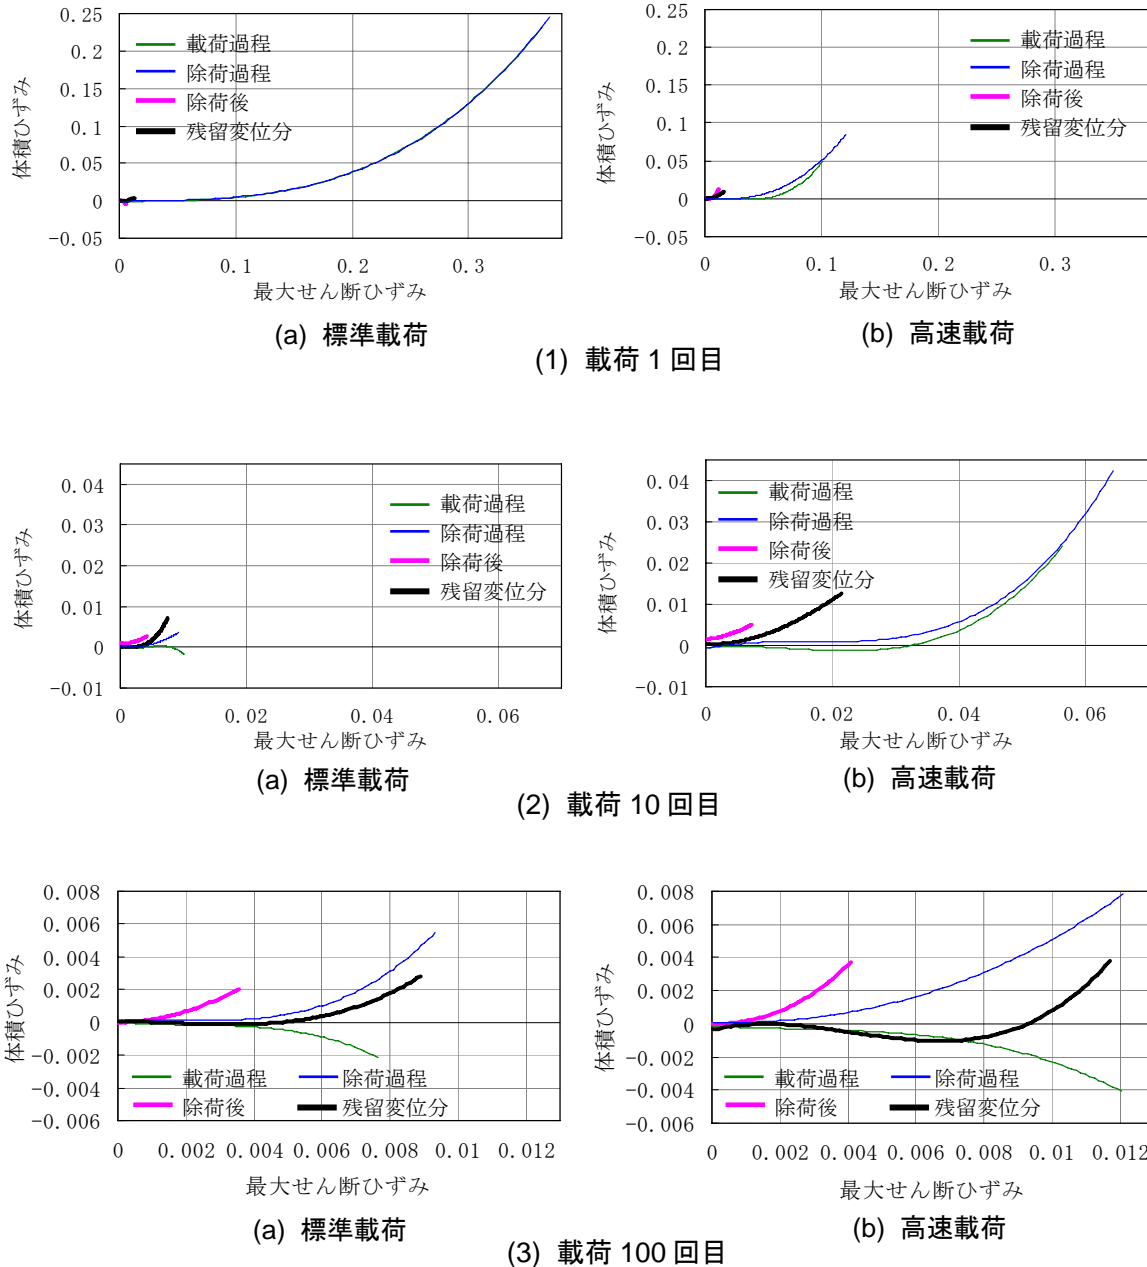 0.25
0.2
0.15
0.1
0.05
0
-0.05
体積ひずみ
載荷過程
除荷過程
除荷後
残留変位分
0 0.1 0.2 0.3
最大せん断ひずみ
(a) 標準載荷
0.25
0.2
0.15
0.1
0.05
0
-0.05
体積ひずみ
載荷過程
除荷過程
除荷後
残留変位分
0 0.1 0.2 0.3
最大せん断ひずみ
(b) 高速載荷
(1) 載荷 1 回目
0.04
0.03
0.02
0.01
0
-0.01
体積ひずみ
載荷過程
除荷過程
除荷後
残留変位分
0 0.02 0.04 0.06
最大せん断ひずみ
(a) 標準載荷
0.04
0.03
0.02
0.01
0
-0.01
体積ひずみ
載荷過程
除荷過程
除荷後
残留変位分
0 0.02 0.04 0.06
最大せん断ひずみ
(b) 高速載荷
(2) 載荷 10 回目
0.008
0.006
0.004
0.002
0
-0.002
-0.004
-0.006
体積ひずみ
載荷過程 除荷過程
除荷後 残留変位分
0 0.002 0.004 0.006 0.008 0.01 0.012
最大せん断ひずみ
(a) 標準載荷
0.008
0.006
0.004
0.002
0
-0.002
-0.004
-0.006
体積ひずみ
載荷過程 除荷過程
除荷後 残留変位分
0 0.002 0.004 0.006 0.008 0.01 0.012
最大せん断ひずみ
(b) 高速載荷
(3) 載荷 100 回目